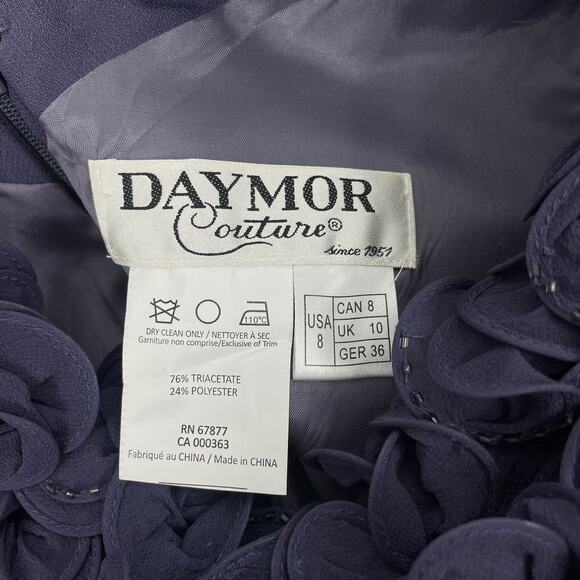 DAYMOR
Couture®
since 1951
110°C
DRY CLEAN ONLY / NETTOYER À SEC
Garniture non comprise/Exclusive of Trim
76% TRIACETATE
24% POLYESTER
RN 67877
CA 000363
Fabriqué au CHINA / Made in CHINA
USA 8
CAN 8
UK 10
GER 36